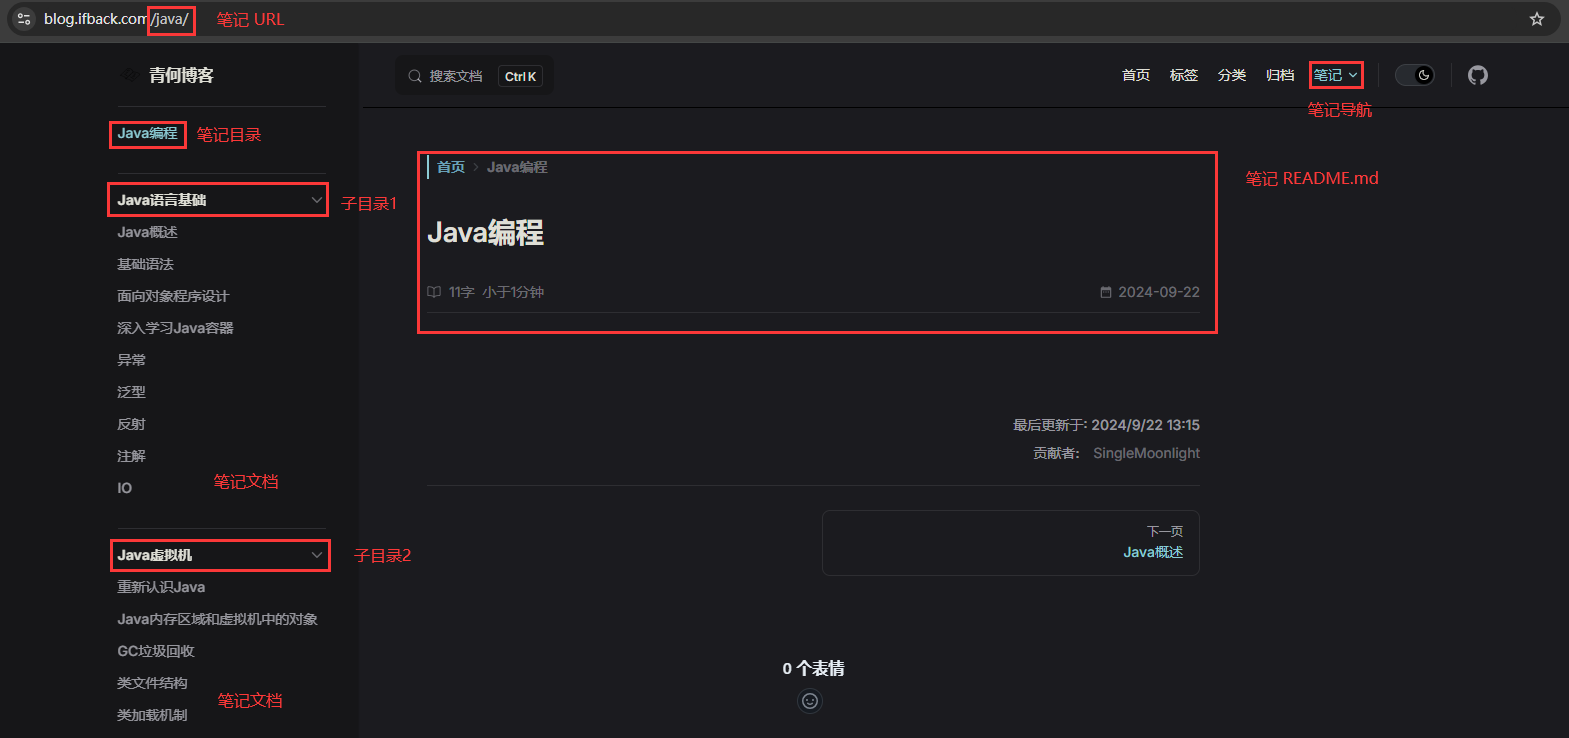 blog.ifback.com/java/ 笔记 URL
青何博客
搜索文档 Ctrl K
首页 标签 分类 归档 笔记
笔记导航
Java编程 笔记目录
Java语言基础 子目录1
Java概述
基础语法
面向对象程序设计
深入学习Java容器
异常
泛型
反射
注解
IO
笔记文档
Java虚拟机 子目录2
重新认识Java
Java内存区域和虚拟机中的对象
GC垃圾回收
类文件结构
笔记文档
类加载机制
首页 Java编程
笔记 README.md
Java编程
11字 小于1分钟 2024-09-22
最后更新于: 2024/9/22 13:15
贡献者: SingleMoonlight
下一页
Java概述
0 个表情